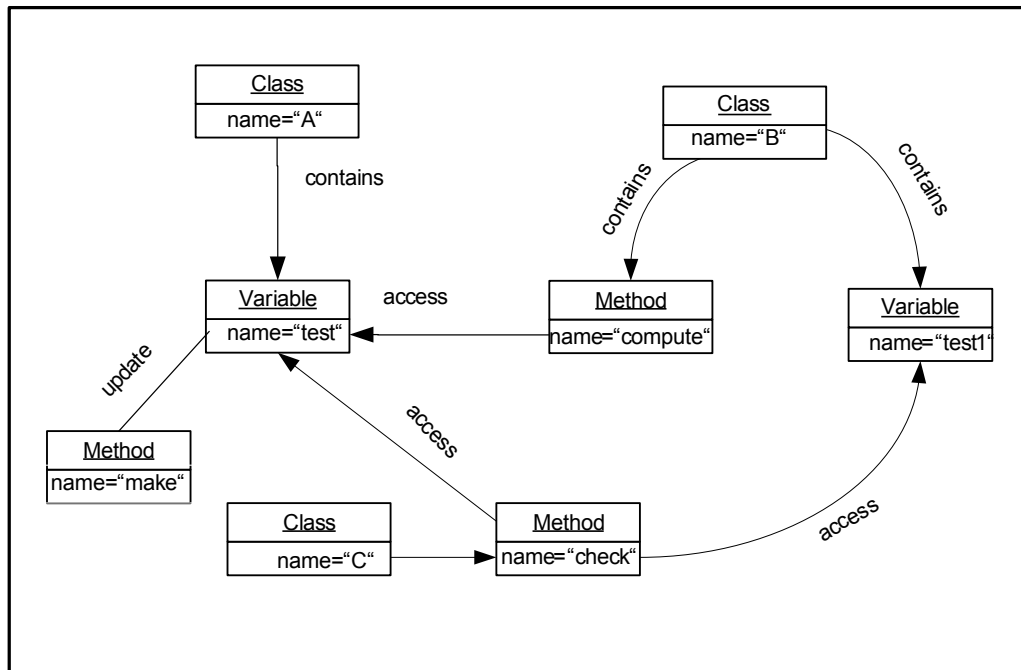 Class
name="A“
Class
name="B“
contains
contains
contains
Variable
name="test“
access
Method
name="compute“
Variable
name="test1“
update
access
Method
name="make“
Class
name="C“
Method
name="check“
access